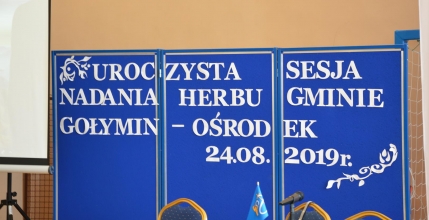 UROCZYSTA SESJA
NADANIA HERBU GMINIE
GOŁYMIN – OŚRODEK
24.08. 2019r.